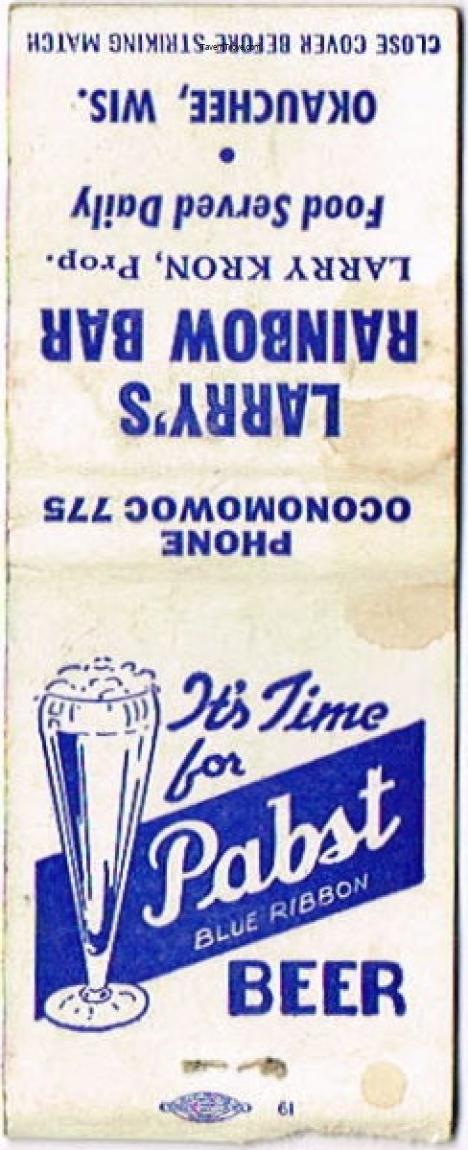 It's Time
for
Pabst
BLUE RIBBON
BEER
19
PHONE
OCONOMOWOC 775
LARRY'S
RAINBOW BAR
LARRY KRON, Prop.
Food Served Daily
•
OKAUCHEE, WIS.
CLOSE COVER BEFORE STRIKING MATCH